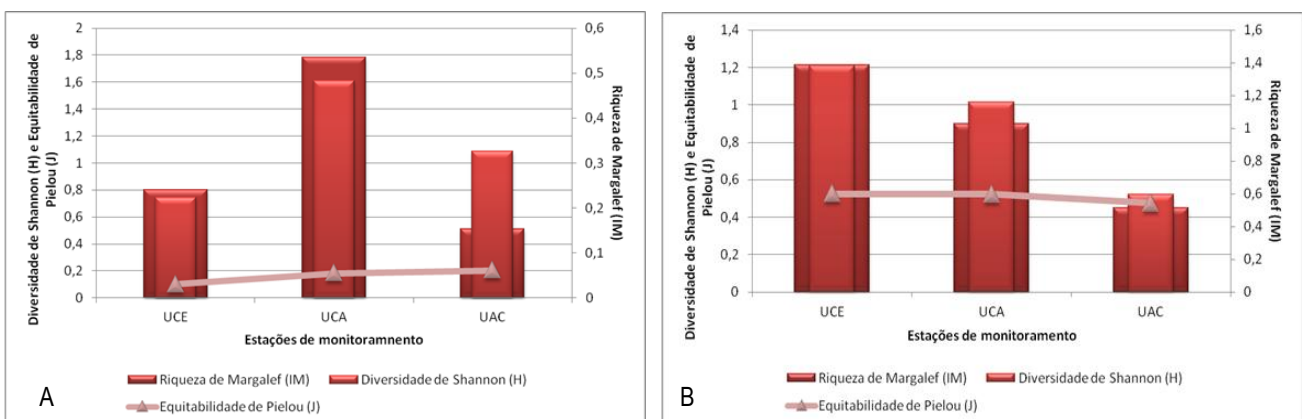 Diversidade de Shannon (H) e Equitabilidade de
Pielou (J)
2
1,8
1,6
1,4
1,2
1
0,8
0,6
0,4
0,2
0
0,6
0,5
0,4
0,3
0,2
0,1
0
Riqueza de Margalef (IM)
UCE UCA UAC
Estações de monitoramnento
Riqueza de Margalef (IM) Diversidade de Shannon (H)
Equitabilidade de Pielou (J)
A
Diversidade de Shannon (H) e Equitabilidade de
Pielou (J)
1,4
1,2
1
0,8
0,6
0,4
0,2
0
1,6
1,4
1,2
1
0,8
0,6
0,4
0,2
0
Riqueza de Margalef (IM)
UCE UCA UAC
Estações de monitoramento
Riqueza de Margalef (IM) Diversidade de Shannon (H)
Equitabilidade de Pielou (J)
B